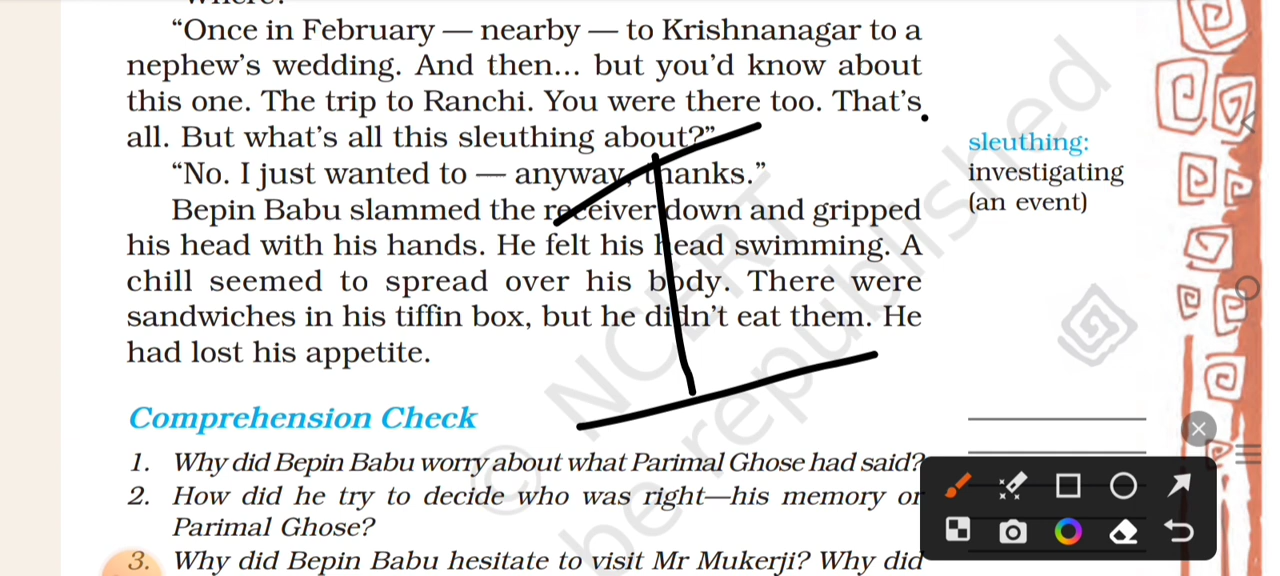 “Once in February — nearby — to Krishnanagar to a
nephew’s wedding. And then... but you’d know about
this one. The trip to Ranchi. You were there too. That’s
all. But what’s all this sleuthing about?”
“No. I just wanted to — anyway, thanks.”
Bepin Babu slammed the receiver down and gripped
his head with his hands. He felt his head swimming. A
chill seemed to spread over his body. There were
sandwiches in his tiffin box, but he didn’t eat them. He
had lost his appetite.
sleuthing:
investigating
(an event)
Comprehension Check
1. Why did Bepin Babu worry about what Parimal Ghose had said?
2. How did he try to decide who was right—his memory or
Parimal Ghose?
3. Why did Bepin Babu hesitate to visit Mr Mukerji? Why did
© NCERT
be republished